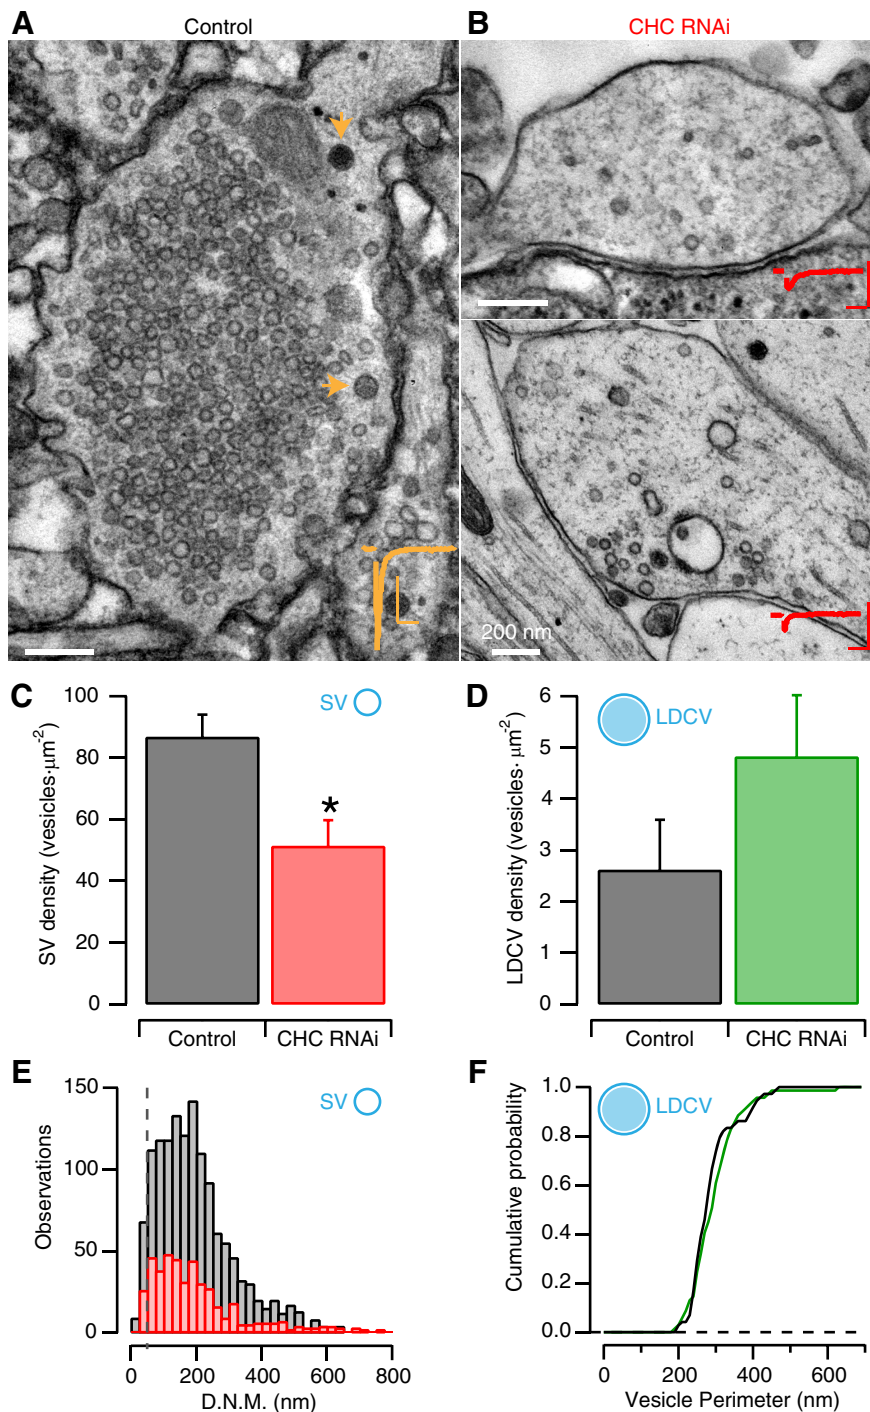 A
Control
B
CHC RNAi
200 nm
C
SV
SV density (vesicles·μm⁻²)
100
80
60
40
20
0
*
Control
CHC RNAi
D
LDCV
LDCV density (vesicles· μm⁻²)
6
5
4
3
2
1
0
Control
CHC RNAi
E
SV
Observations
150
100
50
0
0
200
400
600
800
D.N.M. (nm)
F
LDCV
Cumulative probability
1.0
0.8
0.6
0.4
0.2
0.0
0
200
400
600
Vesicle Perimeter (nm)